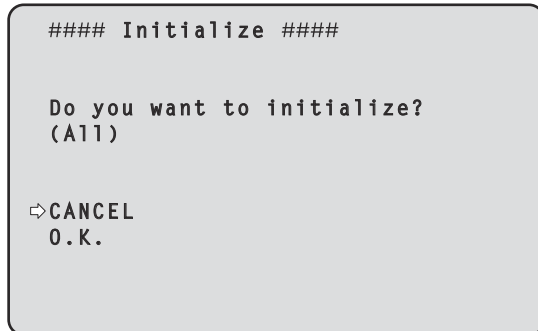 #### Initialize ####
Do you want to initialize?
(All)
⇨CANCEL
O.K.